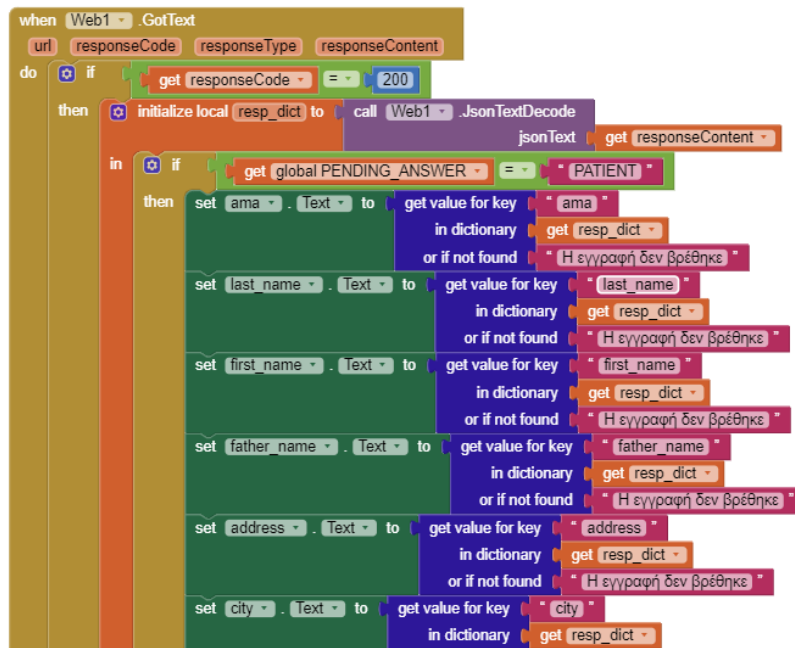 when Web1 .GotText
url responseCode responseType responseContent
do if get responseCode = 200
then initialize local resp_dict to call Web1 .JsonTextDecode
jsonText get responseContent
in if get global PENDING_ANSWER = " PATIENT "
then set ama . Text to get value for key " ama "
in dictionary get resp_dict
or if not found " Η εγγραφή δεν βρέθηκε "
set last_name . Text to get value for key " last_name "
in dictionary get resp_dict
or if not found " Η εγγραφή δεν βρέθηκε "
set first_name . Text to get value for key " first_name "
in dictionary get resp_dict
or if not found " Η εγγραφή δεν βρέθηκε "
set father_name . Text to get value for key " father_name "
in dictionary get resp_dict
or if not found " Η εγγραφή δεν βρέθηκε "
set address . Text to get value for key " address "
in dictionary get resp_dict
or if not found " Η εγγραφή δεν βρέθηκε "
set city . Text to get value for key " city "
in dictionary get resp_dict